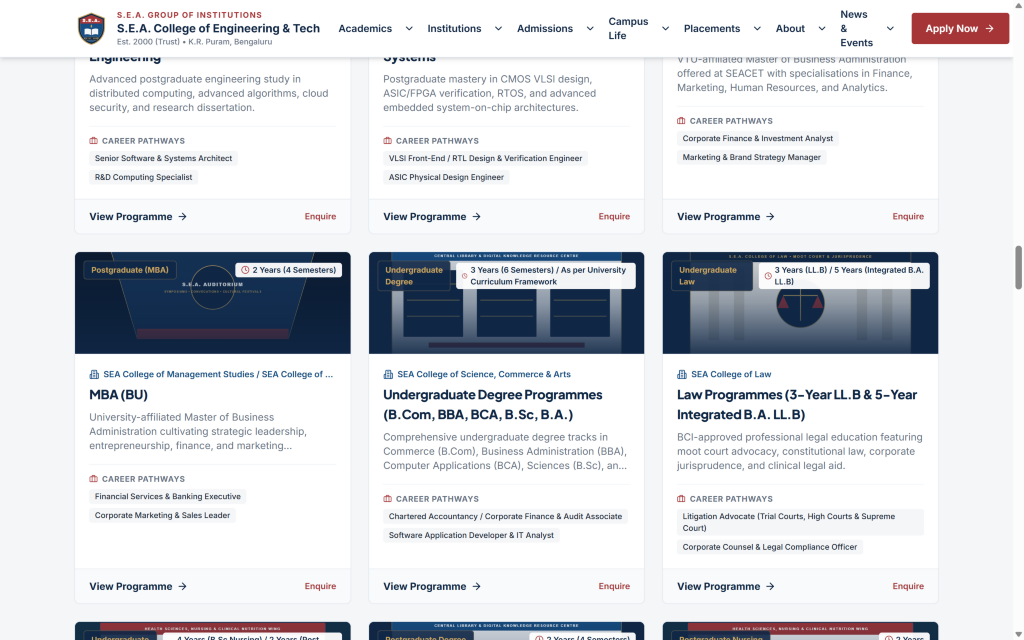 S.E.A. GROUP OF INSTITUTIONS
S.E.A. College of Engineering & Tech
Est. 2000 (Trust) • K.R. Puram, Bengaluru
Academics
Institutions
Admissions
Campus
Life
Placements
About
News
&
Events
Apply Now →
Engineering
Advanced postgraduate engineering study in
distributed computing, advanced algorithms, cloud
security, and research dissertation.
CAREER PATHWAYS
Senior Software & Systems Architect
R&D Computing Specialist
View Programme →
Enquire
Systems
Postgraduate mastery in CMOS VLSI design,
ASIC/FPGA verification, RTOS, and advanced
embedded system-on-chip architectures.
CAREER PATHWAYS
VLSI Front-End / RTL Design & Verification Engineer
ASIC Physical Design Engineer
View Programme →
Enquire
VTU-affiliated Master of Business Administration
offered at SEACET with specialisations in Finance,
Marketing, Human Resources, and Analytics.
CAREER PATHWAYS
Corporate Finance & Investment Analyst
Marketing & Brand Strategy Manager
View Programme →
Enquire
Postgraduate (MBA)
2 Years (4 Semesters)
S.E.A. AUDITORIUM
SEA College of Management Studies / SEA College of ...
MBA (BU)
University-affiliated Master of Business
Administration cultivating strategic leadership,
entrepreneurship, finance, and marketing...
CAREER PATHWAYS
Financial Services & Banking Executive
Corporate Marketing & Sales Leader
View Programme →
Enquire
CENTRAL LIBRARY & DIGITAL KNOWLEDGE RESOURCE CENTRE
Undergraduate
Degree
3 Years (6 Semesters) / As per University
Curriculum Framework
SEA College of Science, Commerce & Arts
Undergraduate Degree Programmes
(B.Com, BBA, BCA, B.Sc, B.A.)
Comprehensive undergraduate degree tracks in
Commerce (B.Com), Business Administration (BBA),
Computer Applications (BCA), Sciences (B.Sc), an...
CAREER PATHWAYS
Chartered Accountancy / Corporate Finance & Audit Associate
Software Application Developer & IT Analyst
View Programme →
Enquire
S.E.A. COLLEGE OF LAW • MOOT COURT & JURISPRUDENCE
Undergraduate
Law
3 Years (LL.B) / 5 Years (Integrated B.A.
LL.B)
SEA College of Law
Law Programmes (3-Year LL.B & 5-Year
Integrated B.A. LL.B)
BCI-approved professional legal education featuring
moot court advocacy, constitutional law, corporate
jurisprudence, and clinical legal aid.
CAREER PATHWAYS
Litigation Advocate (Trial Courts, High Courts & Supreme
Court)
Corporate Counsel & Legal Compliance Officer
View Programme →
Enquire
HEALTH SCIENCES, NURSING & CLINICAL NUTRITION WING
Undergraduate
4 Years (B.Sc Nursing) / 2 Years (Post
CENTRAL LIBRARY & DIGITAL KNOWLEDGE RESOURCE CENTRE
Postgraduate Degree
2 Years (4 Semesters)
HEALTH SCIENCES, NURSING & CLINICAL NUTRITION WING
Postgraduate Nursing
2 Years